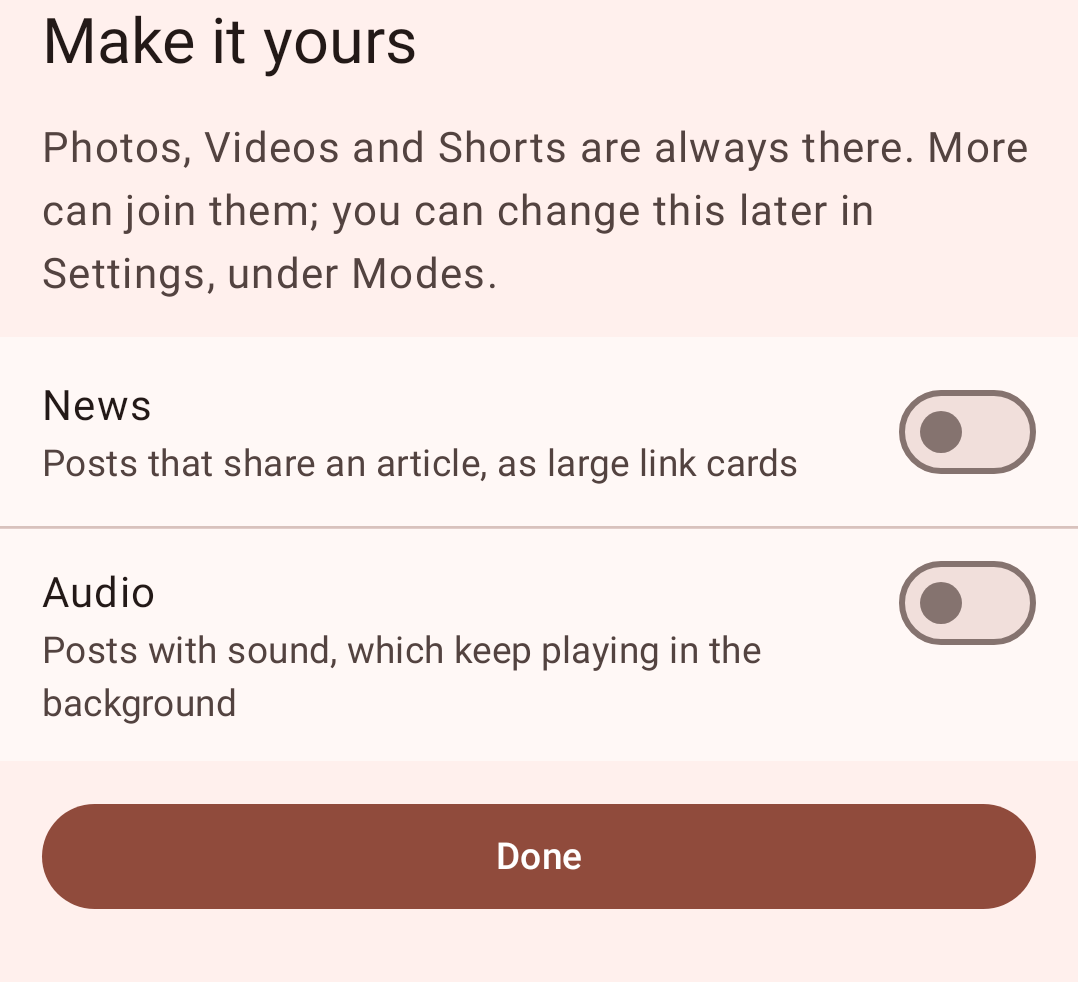 Make it yours
Photos, Videos and Shorts are always there. More
can join them; you can change this later in
Settings, under Modes.
News
Posts that share an article, as large link cards
Audio
Posts with sound, which keep playing in the
background
Done